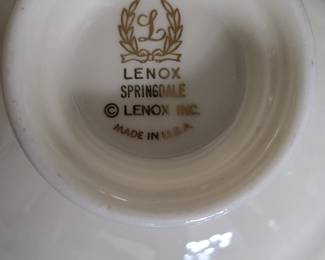 L
LENOX
SPRINGDALE
© LENOX INC.
MADE IN U.S.A.